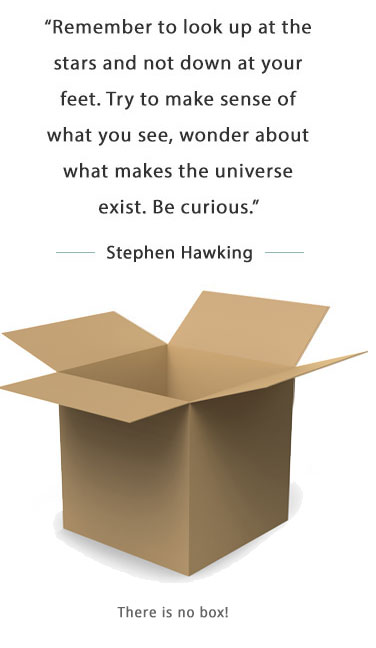 “Remember to look up at the
stars and not down at your
feet. Try to make sense of
what you see, wonder about
what makes the universe
exist. Be curious.”
Stephen Hawking
There is no box!